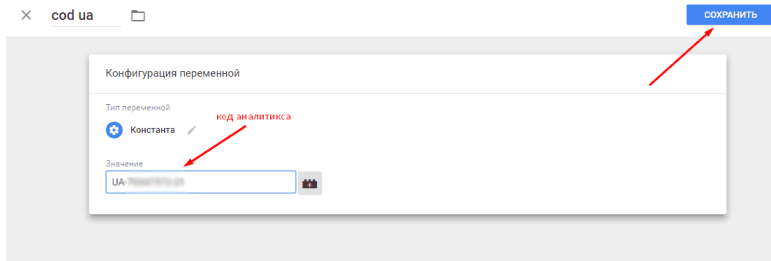 cod ua
СОХРАНИТЬ
Конфигурация переменной
Тип переменной
код аналитикса
Константа
Значение
UA-